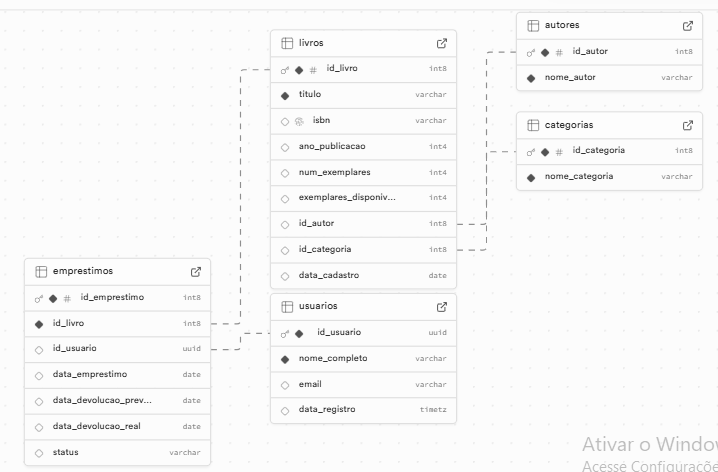 autores
id_autor int8
nome_autor varchar
livros
id_livro int8
titulo varchar
isbn varchar
ano_publicacao int4
num_exemplares int4
exemplares_disponiv... int4
id_autor int8
id_categoria int8
data_cadastro date
categorias
id_categoria int8
nome_categoria varchar
emprestimos
id_emprestimo int8
id_livro int8
id_usuario uuid
data_emprestimo date
data_devolucao_prev... date
data_devolucao_real date
status varchar
usuarios
id_usuario uuid
nome_completo varchar
email varchar
data_registro timetz
Ativar o Window
Acesse Configuraçõe